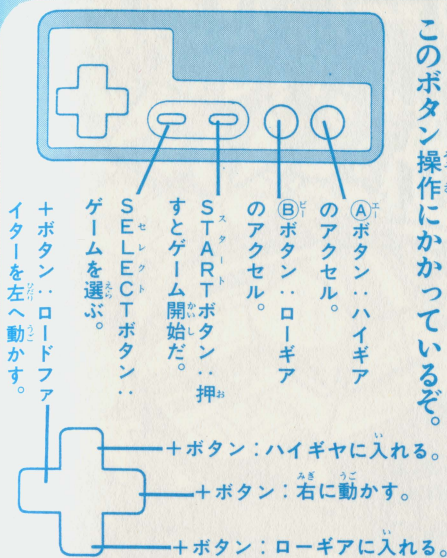 このボタン操作にかかっているぞ。
Ⓐボタン：ハイギア
のアクセル。
Ⓑボタン：ローギア
のアクセル。
STARTボタン：押
すとゲーム開始だ。
SELECTボタン：
ゲームを選ぶ。
＋ボタン：ロードファ
イターを左へ動かす。
＋ボタン：ハイギヤに入れる。
＋ボタン：右に動かす。
＋ボタン：ローギアに入れる。